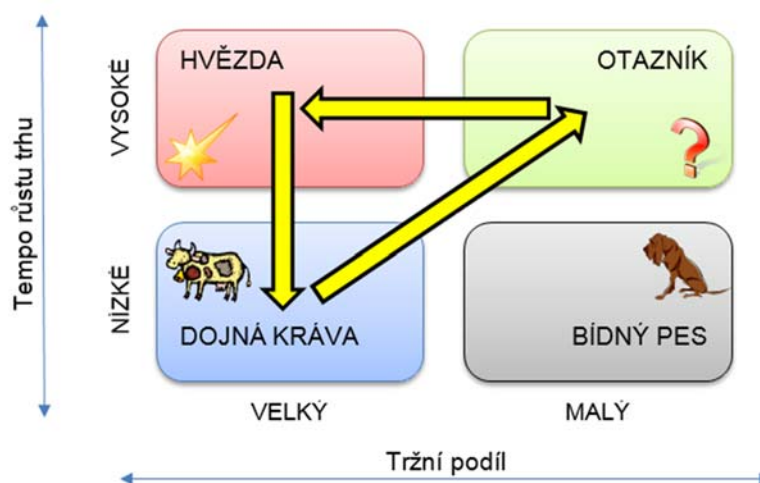 Tempo růstu trhu
VYSOKÉ
HVĚZDA
OTAZNÍK
?
NÍZKÉ
DOJNÁ KRÁVA
BÍDNÝ PES
VELKÝ
MALÝ
Tržní podíl